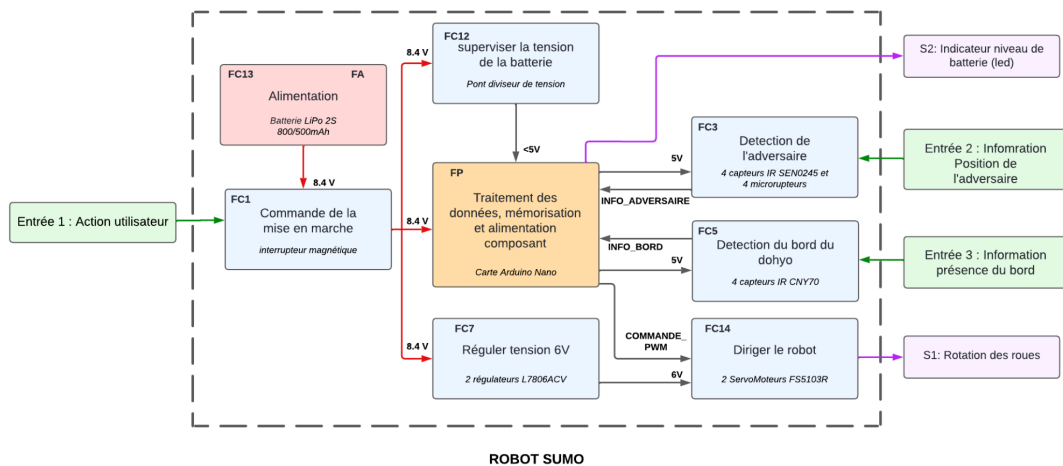 FC12
superviser la tension
de la batterie
Pont diviseur de tension
8.4 V
S2: Indicateur niveau de
batterie (led)
FC13
FA
Alimentation
Batterie LiPo 2S
800/500mAh
8.4 V
<5V
FC3
Detection de
l'adversaire
4 capteurs IR SEN0245 et
4 microrupteurs
5V
INFO_ADVERSAIRE
Entrée 2 : Infomration
Position de
l'adversaire
Entrée 1 : Action utilisateur
FC1
Commande de la
mise en marche
interrupteur magnétique
8.4 V
FP
Traitement des
données, mémorisation
et alimentation
composant
Carte Arduino Nano
INFO_BORD
5V
FC5
Detection du bord du
dohyo
4 capteurs IR CNY70
Entrée 3 : Information
présence du bord
8.4 V
FC7
Réguler tension 6V
2 régulateurs L7806ACV
COMMANDE_
PWM
6V
FC14
Diriger le robot
2 ServoMoteurs FS5103R
S1: Rotation des roues
ROBOT SUMO